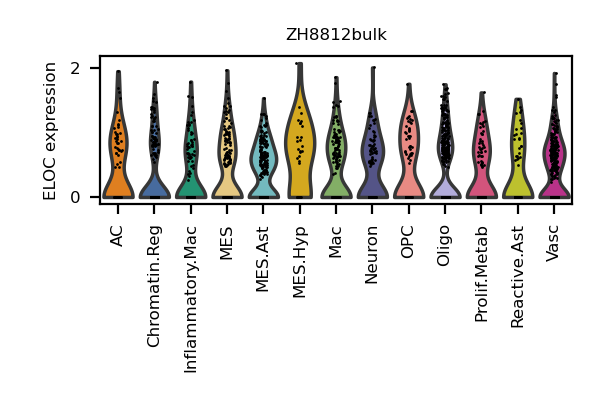 ZH8812bulk
ELOC expression
2
0
AC
Chromatin.Reg
Inflammatory.Mac
MES
MES.Ast
MES.Hyp
Mac
Neuron
OPC
Oligo
Prolif.Metab
Reactive.Ast
Vasc